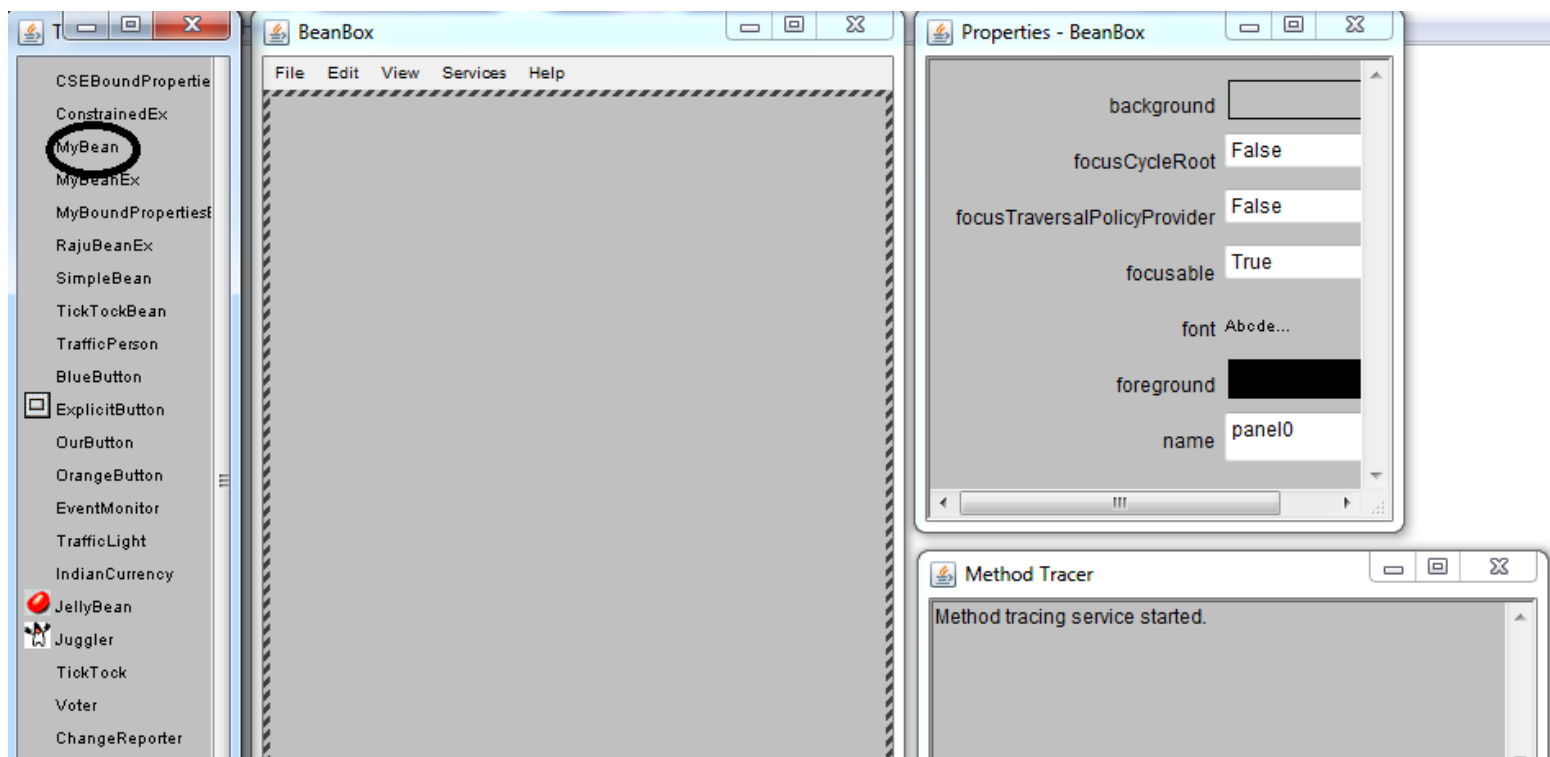 T
CSEBoundPropertie
ConstrainedEx
MyBean
MyBeanEx
MyBoundPropertiesE
RajuBeanEx
SimpleBean
TickTockBean
TrafficPerson
BlueButton
ExplicitButton
OurButton
OrangeButton
EventMonitor
TrafficLight
IndianCurrency
JellyBean
Juggler
TickTock
Voter
ChangeReporter
BeanBox
File Edit View Services Help
Properties - BeanBox
background
focusCycleRoot False
focusTraversalPolicyProvider False
focusable True
font Abcde...
foreground
name panel0
Method Tracer
Method tracing service started.